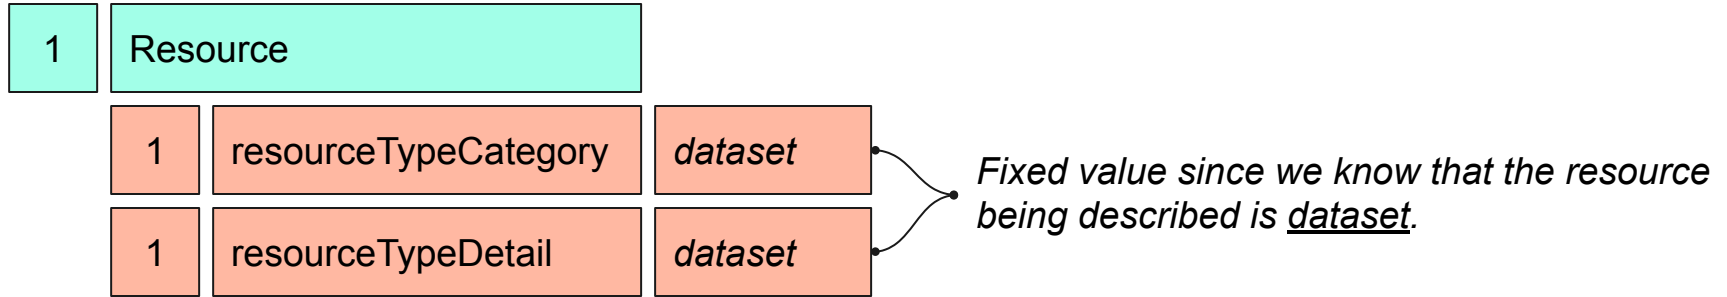 1 Resource
1 resourceTypeCategory dataset
1 resourceTypeDetail dataset
Fixed value since we know that the resource
being described is dataset.